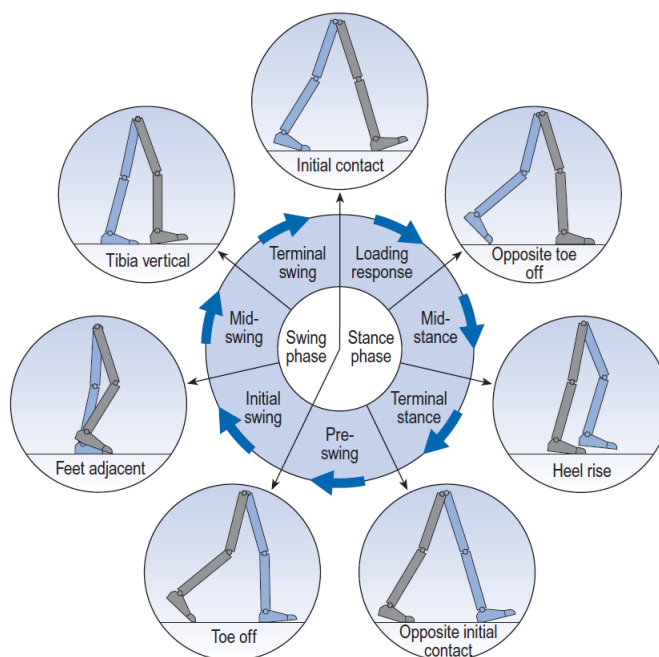 Initial contact
Tibia vertical
Opposite toe
off
Terminal
swing
Loading
response
Mid-
swing
Swing
phase
Stance
phase
Mid-
stance
Initial
swing
Terminal
stance
Pre-
swing
Feet adjacent
Heel rise
Toe off
Opposite initial
contact